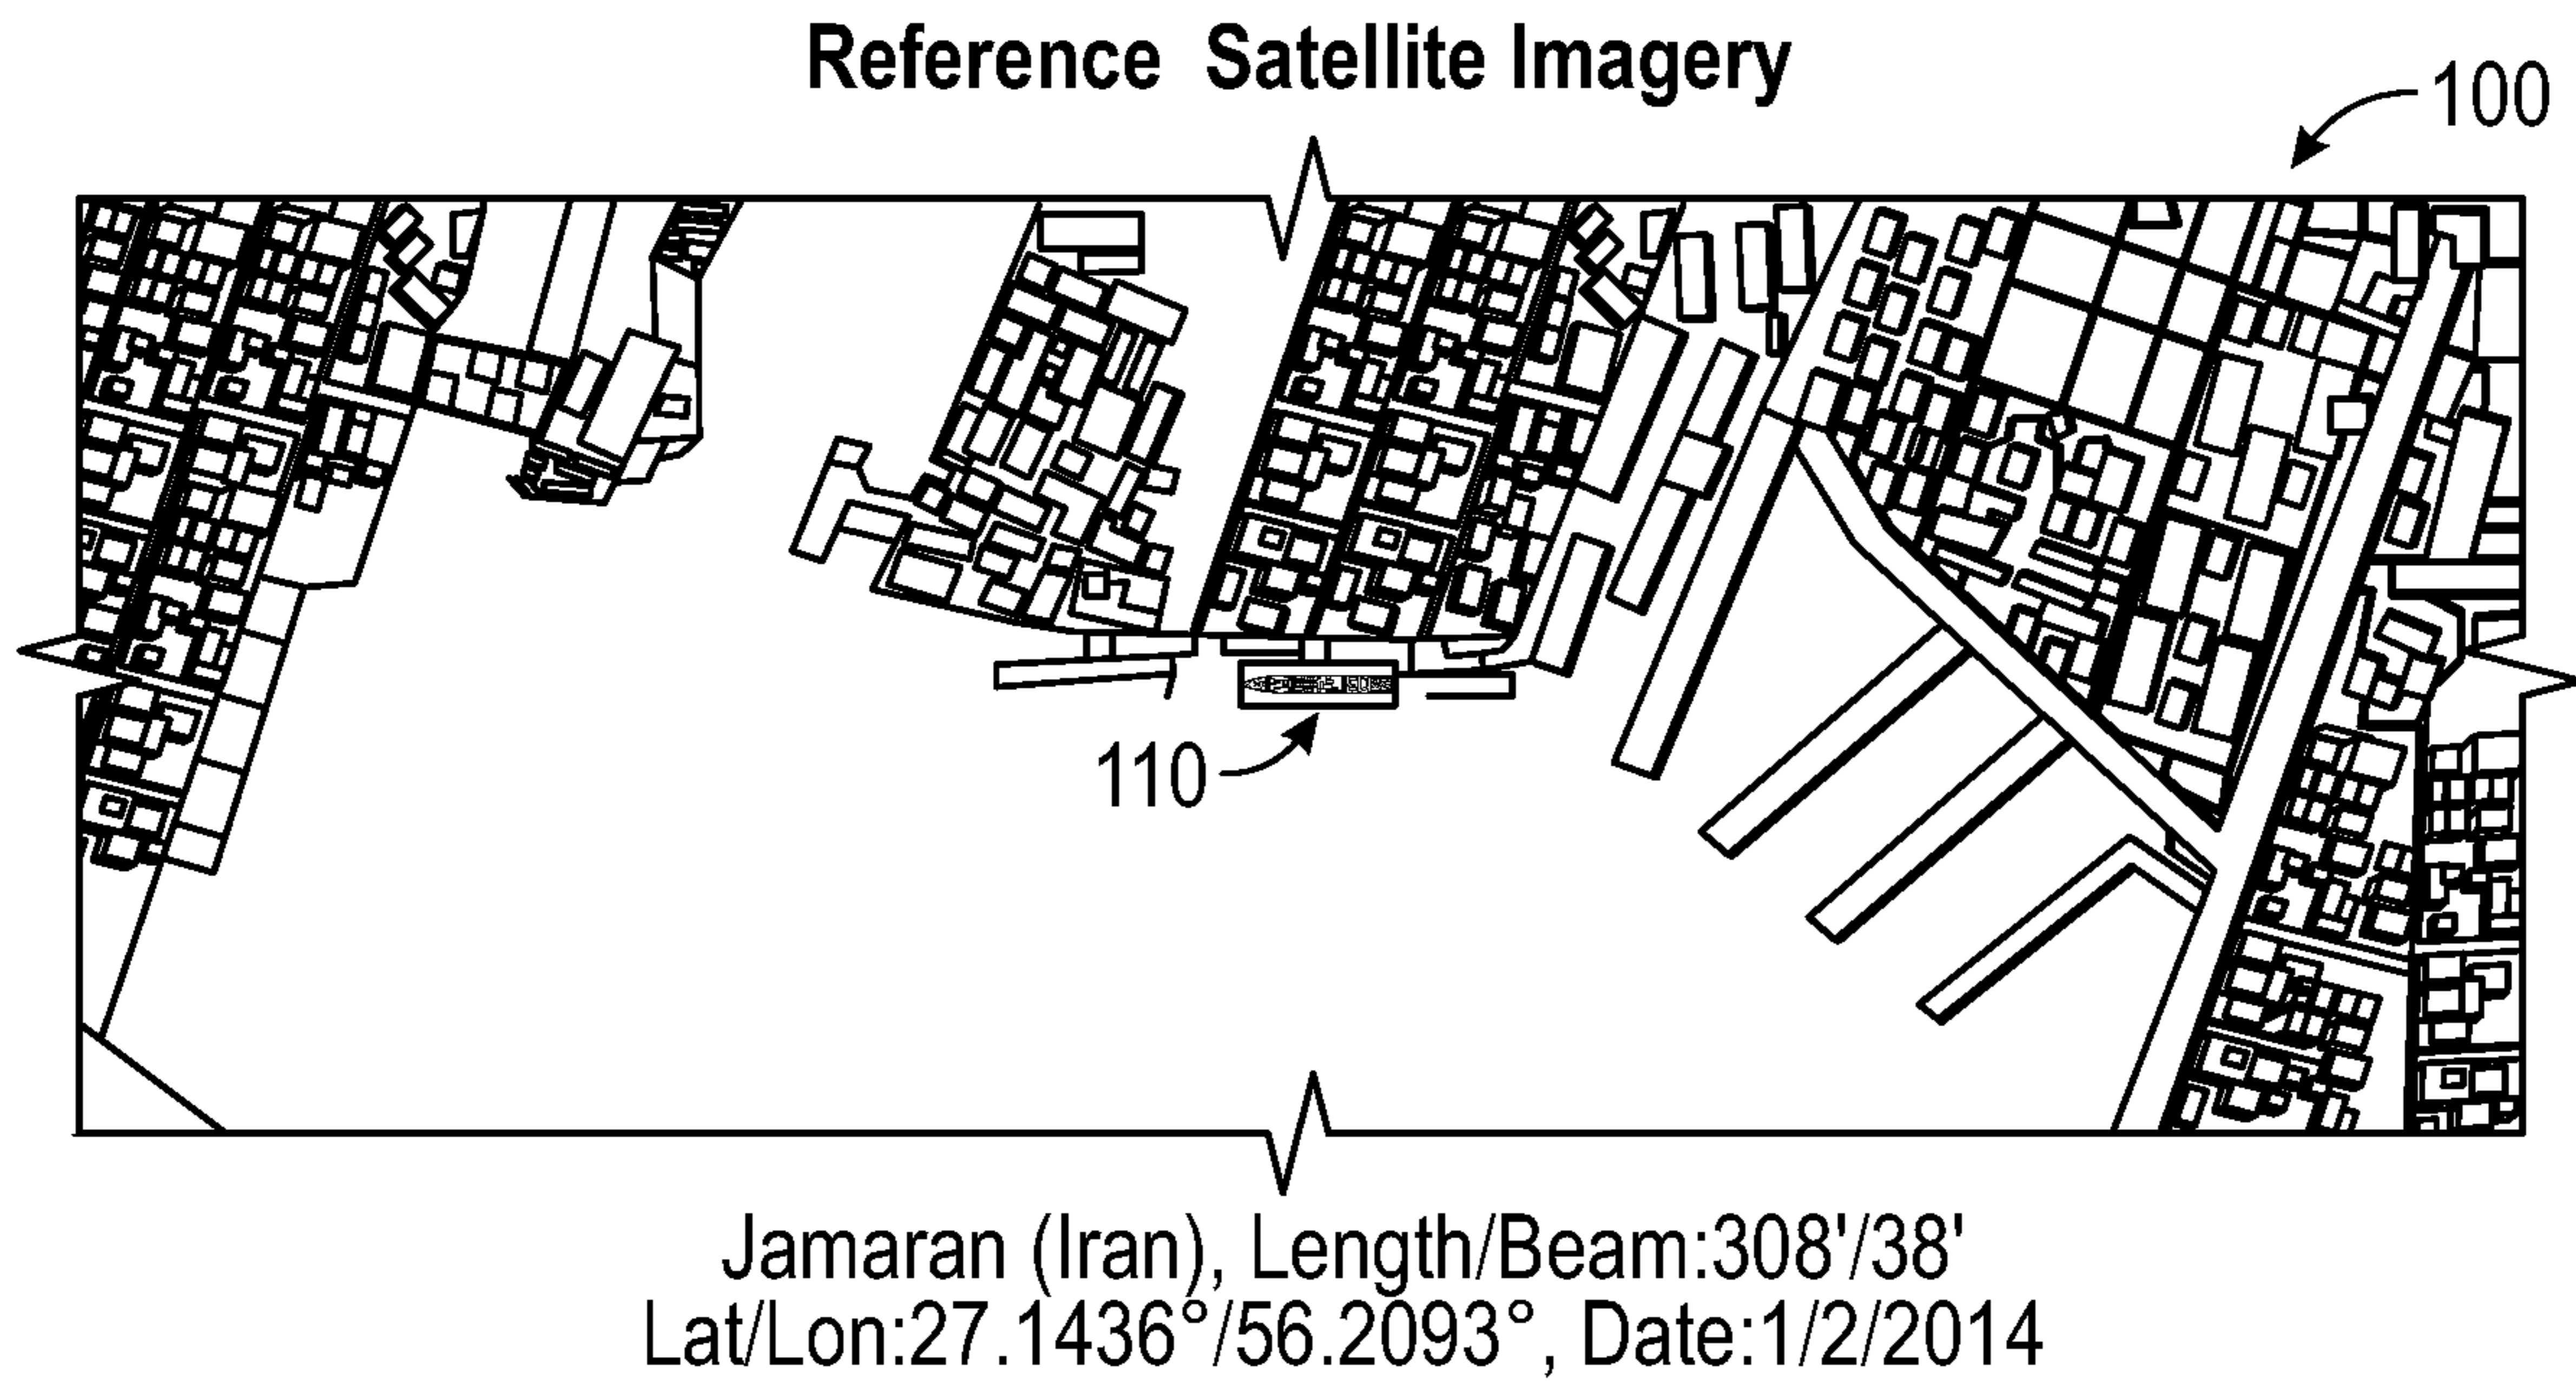 Reference Satellite Imagery
100
110
Jamaran (Iran), Length/Beam:308'/38'
Lat/Lon:27.1436°/56.2093°, Date:1/2/2014